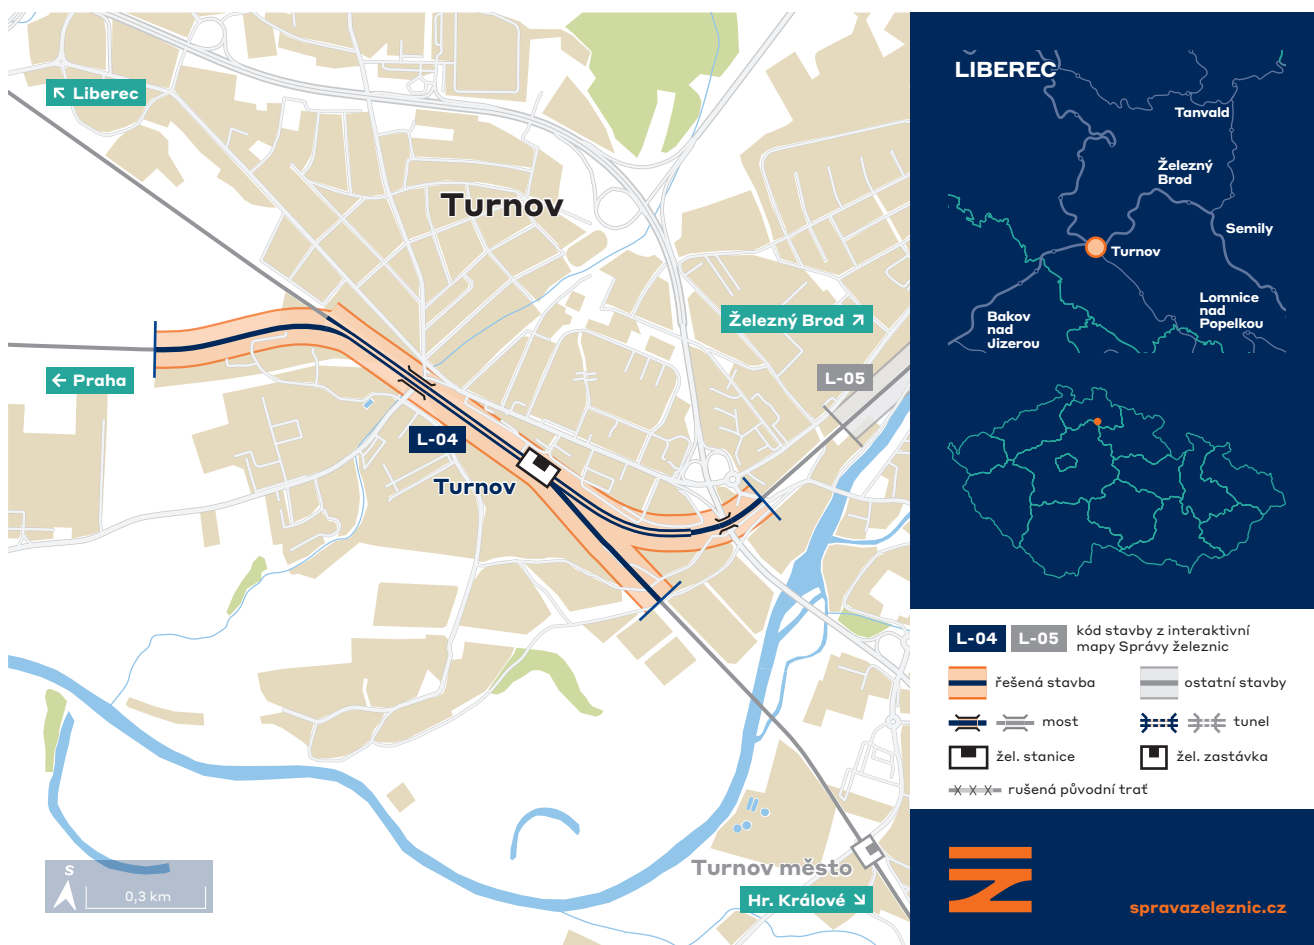 Liberec
Turnov
Železný Brod
Praha
L-05
L-04
Turnov
Turnov město
Hr. Králové
S
0,3 km
LIBEREC
Tanvald
Železný
Brod
Semily
Turnov
Lomnice
nad
Popelkou
Bakov
nad
Jizerou
L-04 L-05 kód stavby z interaktivní
mapy Správy železnic
řešená stavba
ostatní stavby
most
tunel
žel. stanice
žel. zastávka
rušená původní trať
spravazeleznic.cz